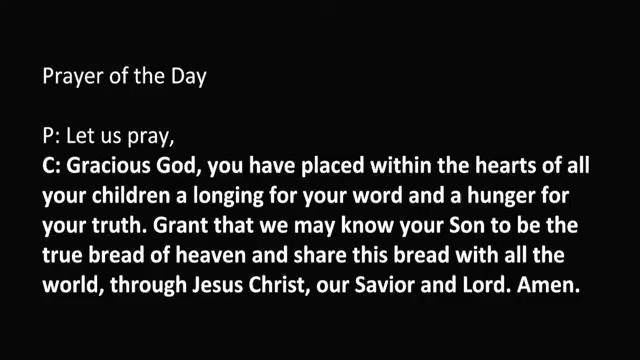 Prayer of the Day
P: Let us pray,
C: Gracious God, you have placed within the hearts of all
your children a longing for your word and a hunger for
your truth. Grant that we may know your Son to be the
true bread of heaven and share this bread with all the
world, through Jesus Christ, our Savior and Lord. Amen.